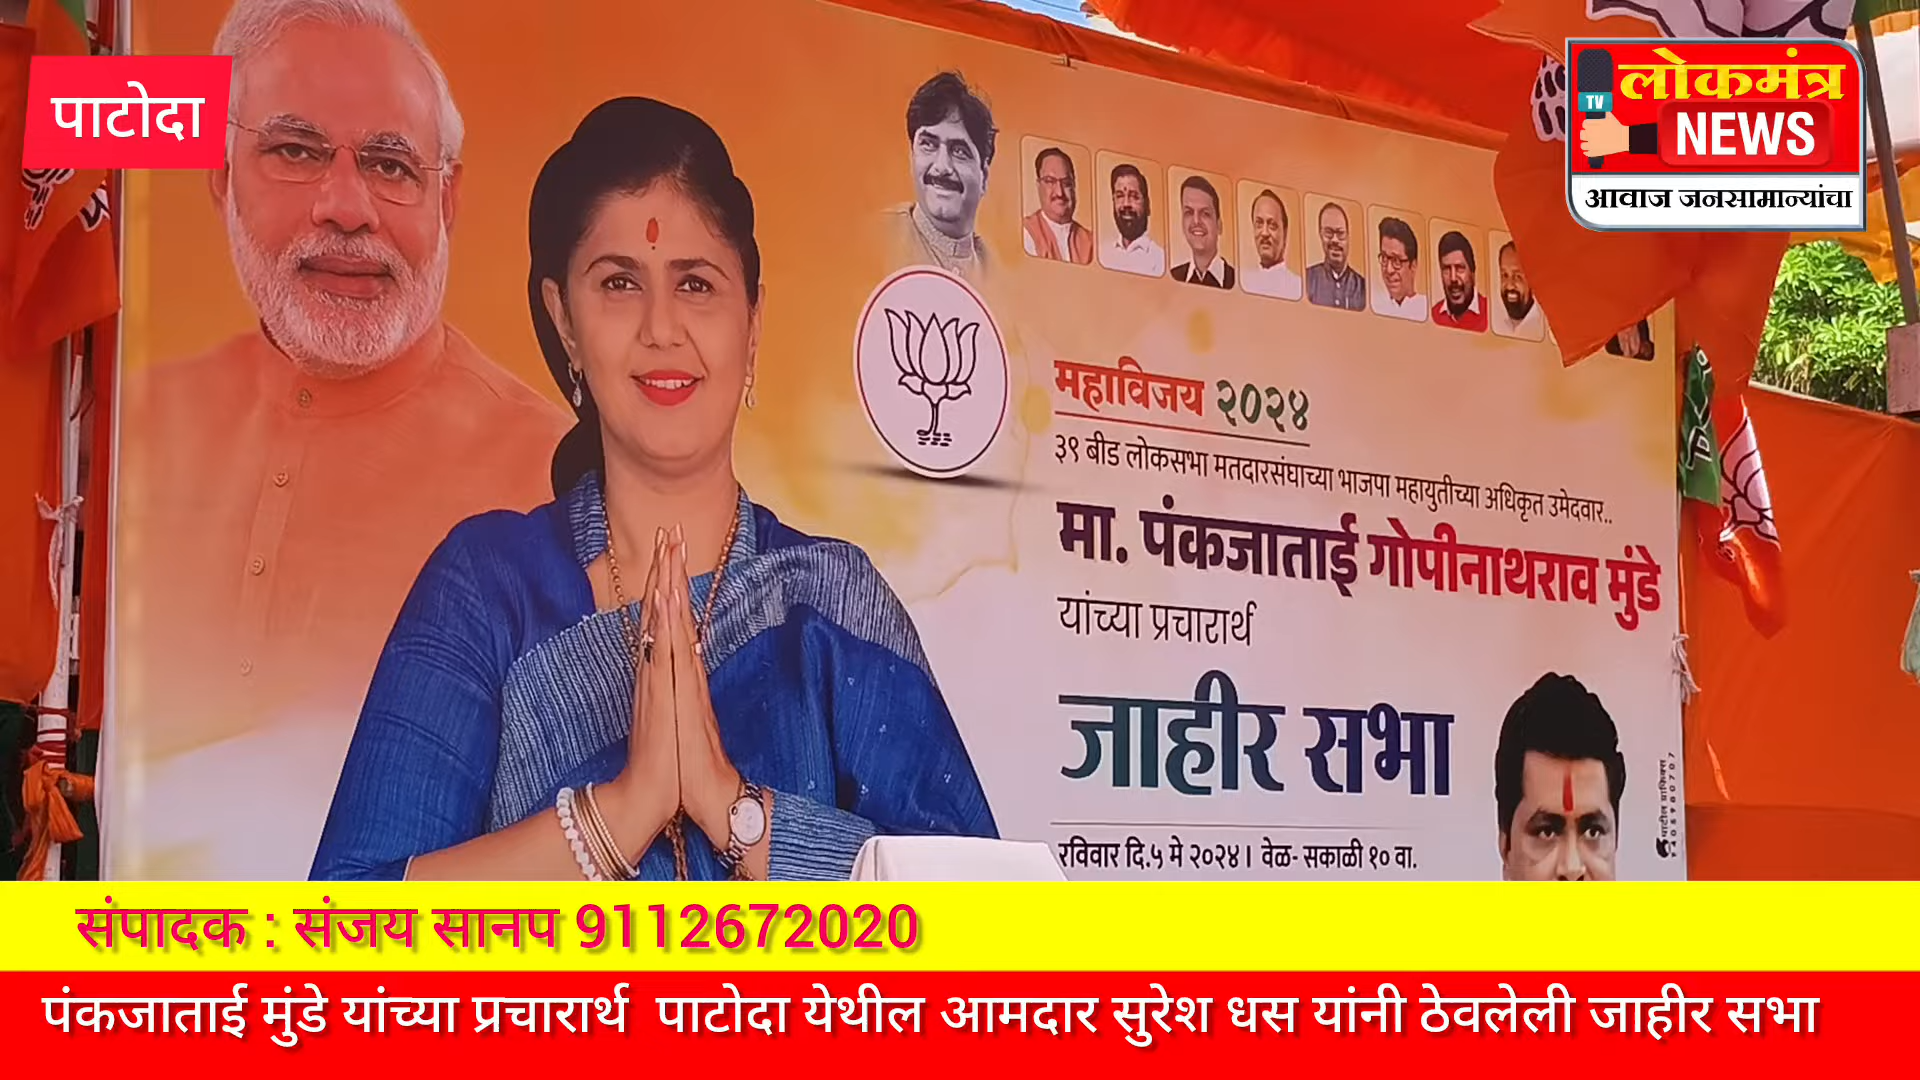 पाटोदा
लोकमंत्र
TV
NEWS
आवाज जनसामान्यांचा
महाविजय २०२४
३९ बीड लोकसभा मतदारसंघाच्या भाजपा महायुतीच्या अधिकृत उमेदवार..
मा. पंकजाताई गोपीनाथराव मुंडे
यांच्या प्रचारार्थ
जाहीर सभा
रविवार दि.५ मे २०२४ । वेळ- सकाळी १० वा.
पाटील ग्राफिक्स
संपादक : संजय सानप 9112672020
पंकजाताई मुंडे यांच्या प्रचारार्थ पाटोदा येथील आमदार सुरेश धस यांनी ठेवलेली जाहीर सभा